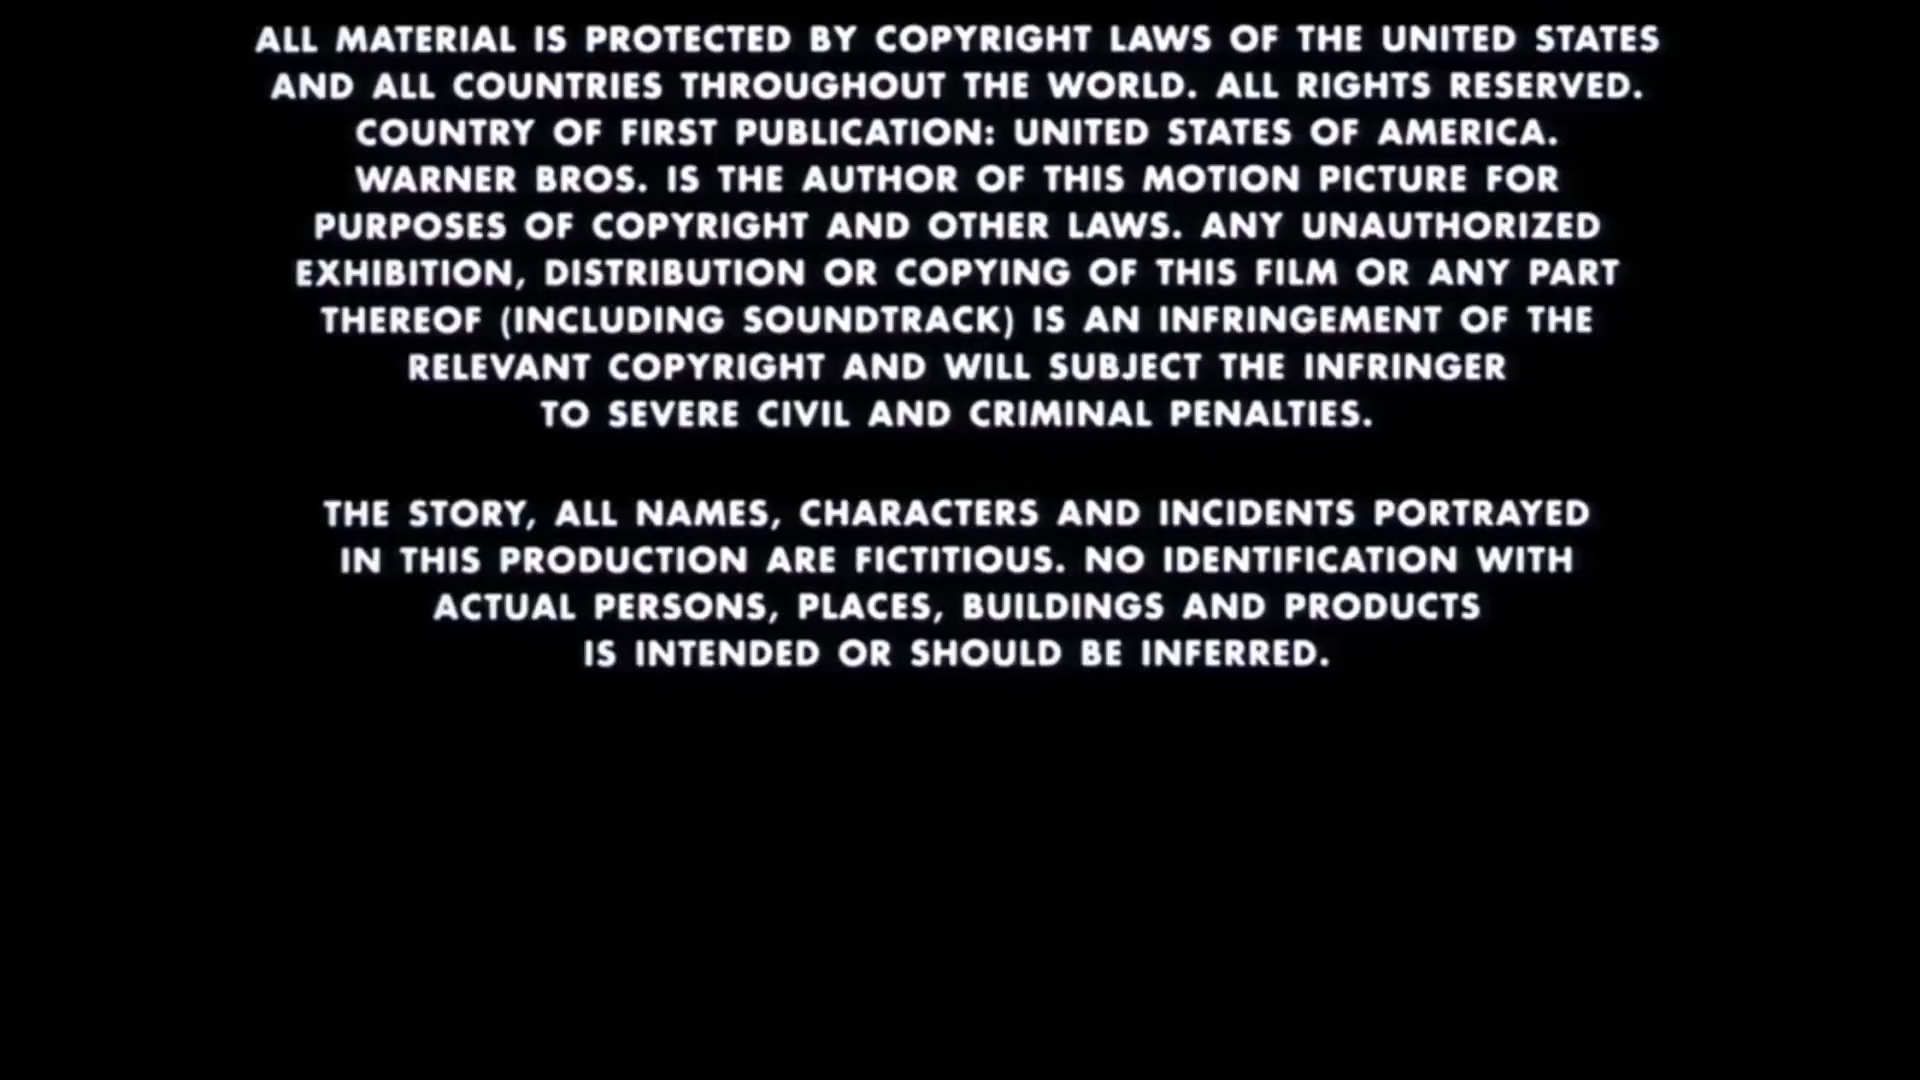 ALL MATERIAL IS PROTECTED BY COPYRIGHT LAWS OF THE UNITED STATES
AND ALL COUNTRIES THROUGHOUT THE WORLD. ALL RIGHTS RESERVED.
COUNTRY OF FIRST PUBLICATION: UNITED STATES OF AMERICA.
WARNER BROS. IS THE AUTHOR OF THIS MOTION PICTURE FOR
PURPOSES OF COPYRIGHT AND OTHER LAWS. ANY UNAUTHORIZED
EXHIBITION, DISTRIBUTION OR COPYING OF THIS FILM OR ANY PART
THEREOF (INCLUDING SOUNDTRACK) IS AN INFRINGEMENT OF THE
RELEVANT COPYRIGHT AND WILL SUBJECT THE INFRINGER
TO SEVERE CIVIL AND CRIMINAL PENALTIES.
THE STORY, ALL NAMES, CHARACTERS AND INCIDENTS PORTRAYED
IN THIS PRODUCTION ARE FICTITIOUS. NO IDENTIFICATION WITH
ACTUAL PERSONS, PLACES, BUILDINGS AND PRODUCTS
IS INTENDED OR SHOULD BE INFERRED.